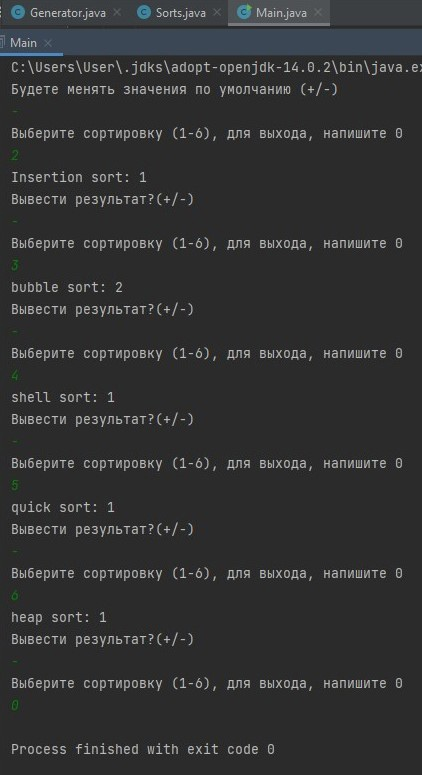 Generator.java Sorts.java Main.java
Main
C:\Users\User\.jdks\adopt-openjdk-14.0.2\bin\java.ex
Будете менять значения по умолчанию (+/-)
-
Выберите сортировку (1-6), для выхода, напишите 0
2
Insertion sort: 1
Вывести результат?(+/-)
-
Выберите сортировку (1-6), для выхода, напишите 0
3
bubble sort: 2
Вывести результат?(+/-)
-
Выберите сортировку (1-6), для выхода, напишите 0
4
shell sort: 1
Вывести результат?(+/-)
-
Выберите сортировку (1-6), для выхода, напишите 0
5
quick sort: 1
Вывести результат?(+/-)
-
Выберите сортировку (1-6), для выхода, напишите 0
6
heap sort: 1
Вывести результат?(+/-)
-
Выберите сортировку (1-6), для выхода, напишите 0
0
Process finished with exit code 0